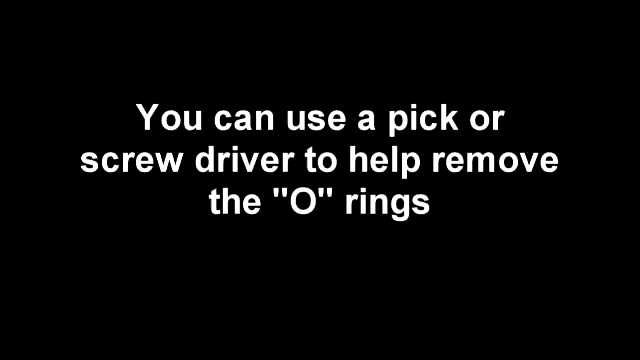 You can use a pick or
screw driver to help remove
the "O" rings